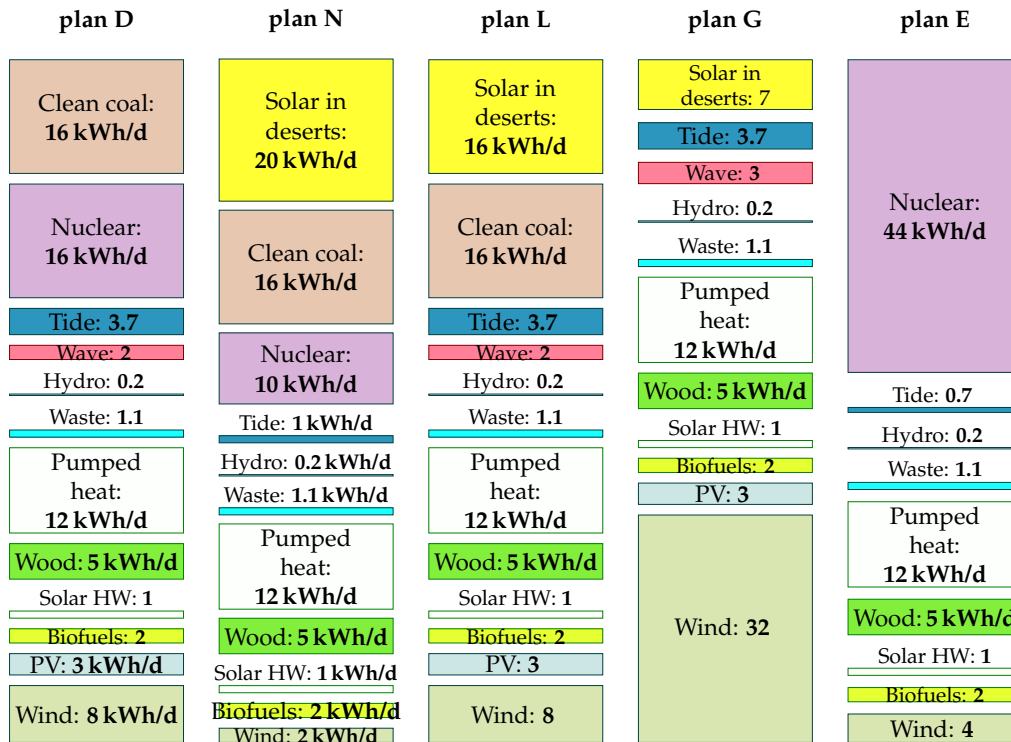 plan D
Clean coal:
16 kWh/d
Nuclear:
16 kWh/d
Tide: 3.7
Wave: 2
Hydro: 0.2
Waste: 1.1
Pumped
heat:
12 kWh/d
Wood: 5 kWh/d
Solar HW: 1
Biofuels: 2
PV: 3 kWh/d
Wind: 8 kWh/d
plan N
Solar in
deserts:
20 kWh/d
Clean coal:
16 kWh/d
Nuclear:
10 kWh/d
Tide: 1 kWh/d
Hydro: 0.2 kWh/d
Waste: 1.1 kWh/d
Pumped
heat:
12 kWh/d
Wood: 5 kWh/d
Solar HW: 1 kWh/d
Biofuels: 2 kWh/d
Wind: 2 kWh/d
plan L
Solar in
deserts:
16 kWh/d
Clean coal:
16 kWh/d
Tide: 3.7
Wave: 2
Hydro: 0.2
Waste: 1.1
Pumped
heat:
12 kWh/d
Wood: 5 kWh/d
Solar HW: 1
Biofuels: 2
PV: 3
Wind: 8
plan G
Solar in
deserts: 7
Tide: 3.7
Wave: 3
Hydro: 0.2
Waste: 1.1
Pumped
heat:
12 kWh/d
Wood: 5 kWh/d
Solar HW: 1
Biofuels: 2
PV: 3
Wind: 32
plan E
Nuclear:
44 kWh/d
Tide: 0.7
Hydro: 0.2
Waste: 1.1
Pumped
heat:
12 kWh/d
Wood: 5 kWh/d
Solar HW: 1
Biofuels: 2
Wind: 4